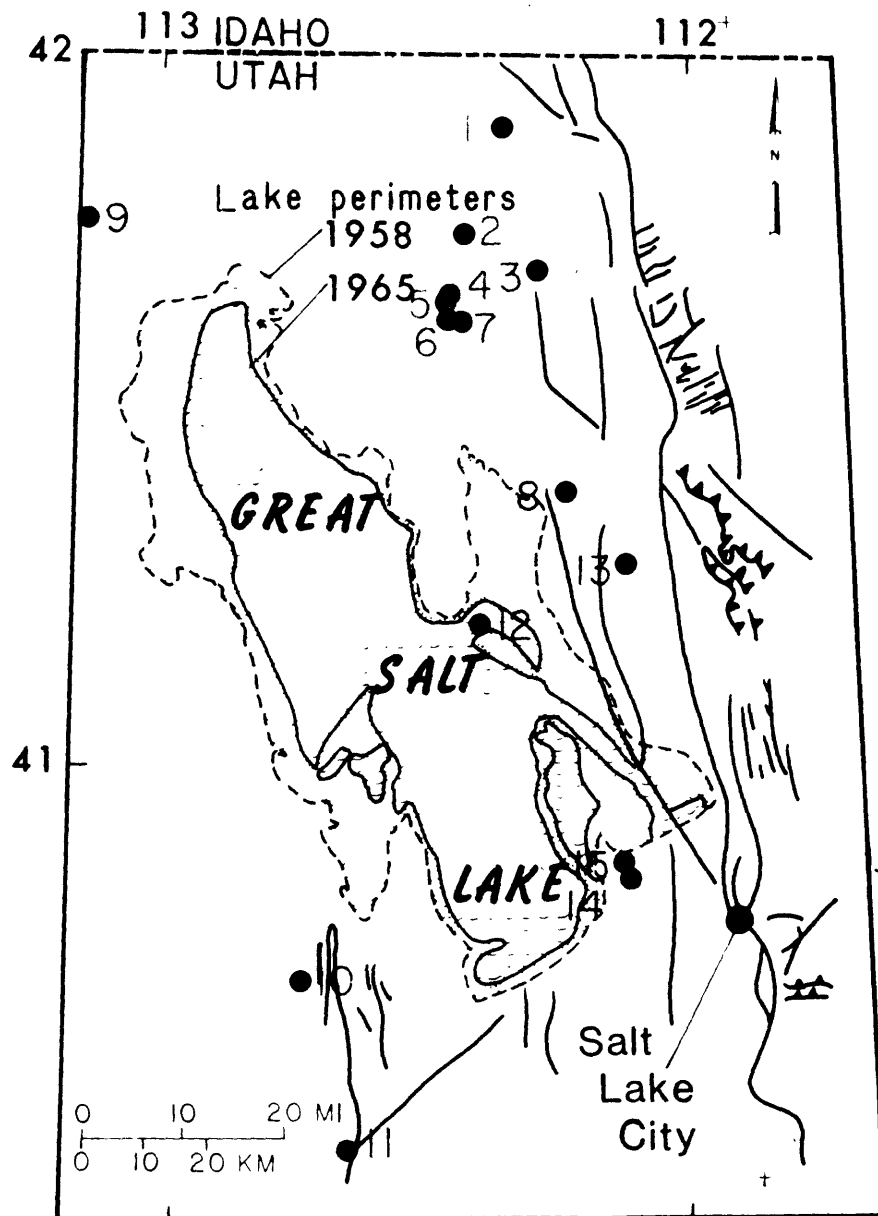 113 IDAHO 112
42 UTAH
N
1
9
Lake perimeters
1958
2
1965
3
4
5
6
7
GREAT
8
13
12
SALT
41
15
LAKE
14
10
Salt
Lake
City
0 10 20 MI
0 10 20 KM
11